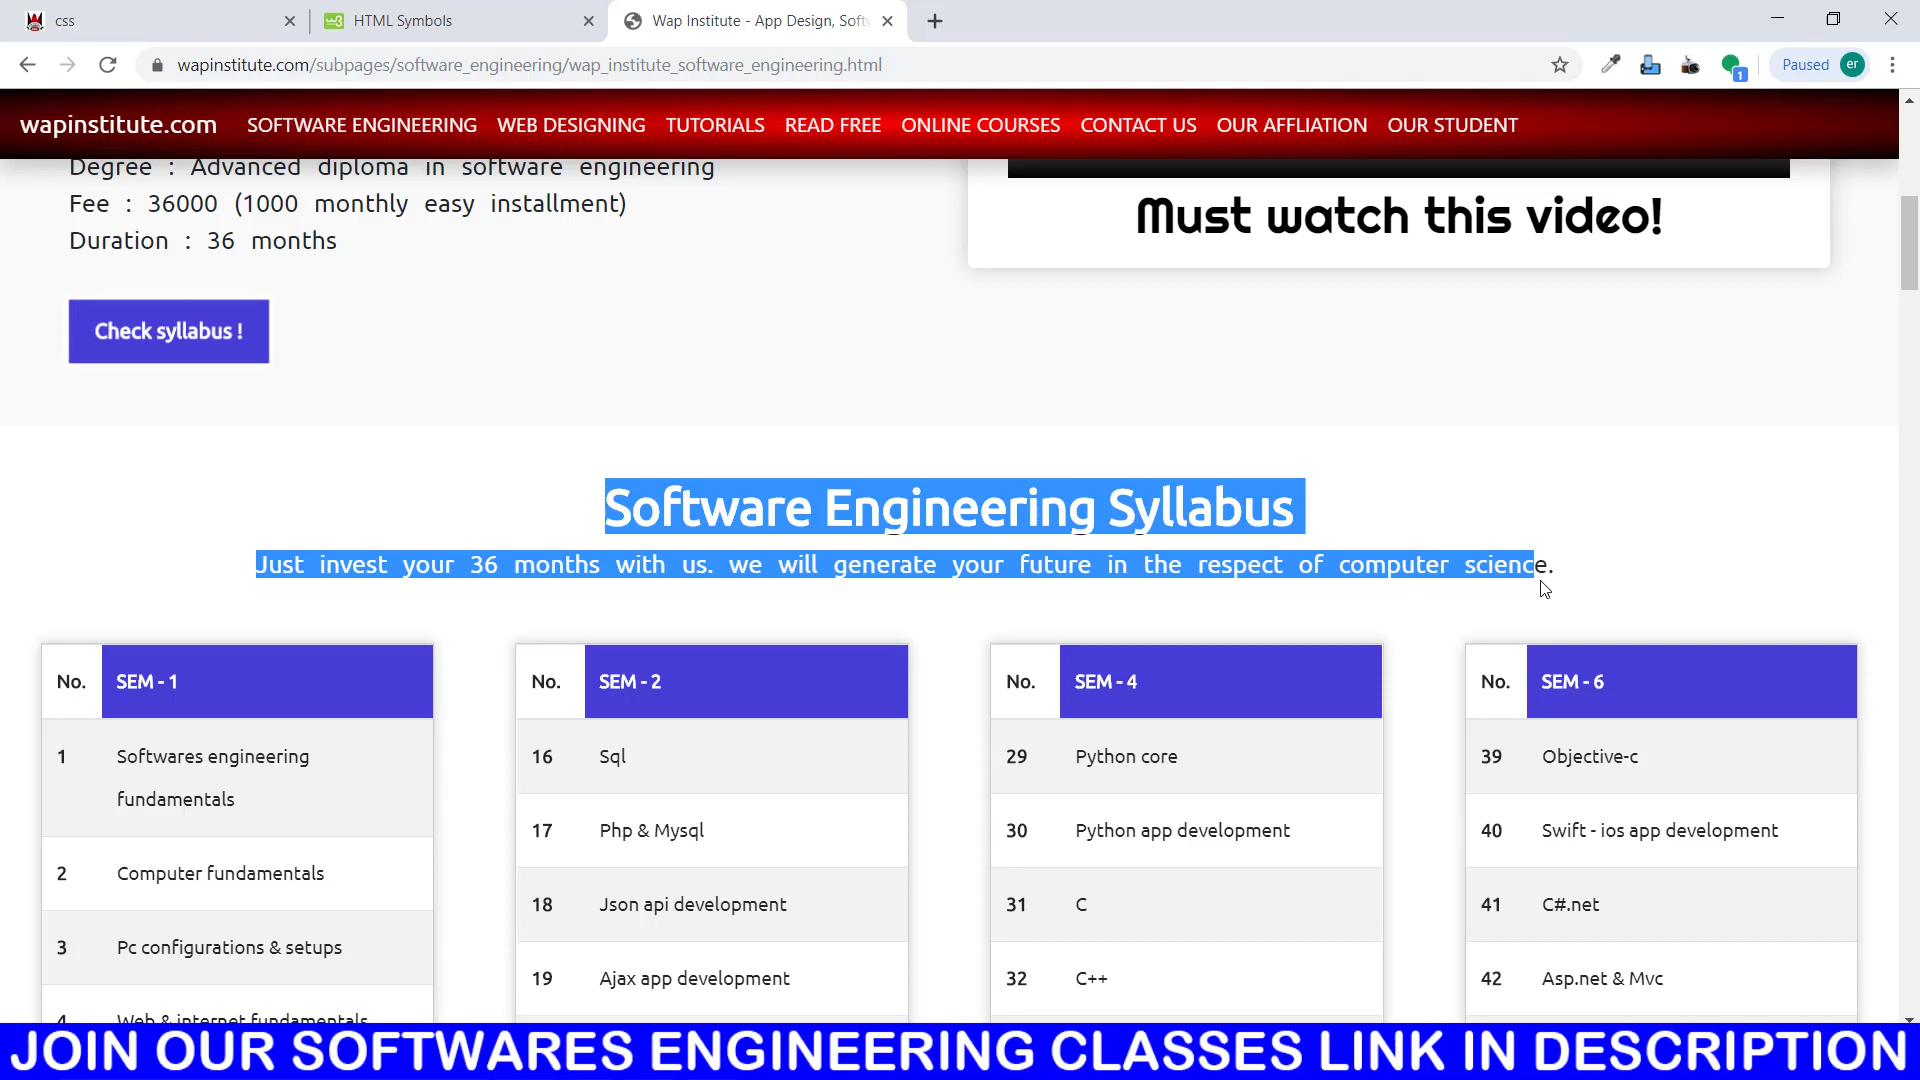 css
HTML Symbols
Wap Institute - App Design, Soft
wapinstitute.com/subpages/software_engineering/wap_institute_software_engineering.html
1
Paused
er
wapinstitute.com
SOFTWARE ENGINEERING
WEB DESIGNING
TUTORIALS
READ FREE
ONLINE COURSES
CONTACT US
OUR AFFLIATION
OUR STUDENT
Degree : Advanced diploma in software engineering
Fee : 36000 (1000 monthly easy installment)
Duration : 36 months
Must watch this video!
Check syllabus !
Software Engineering Syllabus
Just invest your 36 months with us. we will generate your future in the respect of computer science.
No. SEM - 1
1 Softwares engineering
fundamentals
2 Computer fundamentals
3 Pc configurations & setups
4 Web & internet fundamentals
No. SEM - 2
16 Sql
17 Php & Mysql
18 Json api development
19 Ajax app development
No. SEM - 4
29 Python core
30 Python app development
31 C
32 C++
No. SEM - 6
39 Objective-c
40 Swift - ios app development
41 C#.net
42 Asp.net & Mvc
JOIN OUR SOFTWARES ENGINEERING CLASSES LINK IN DESCRIPTION